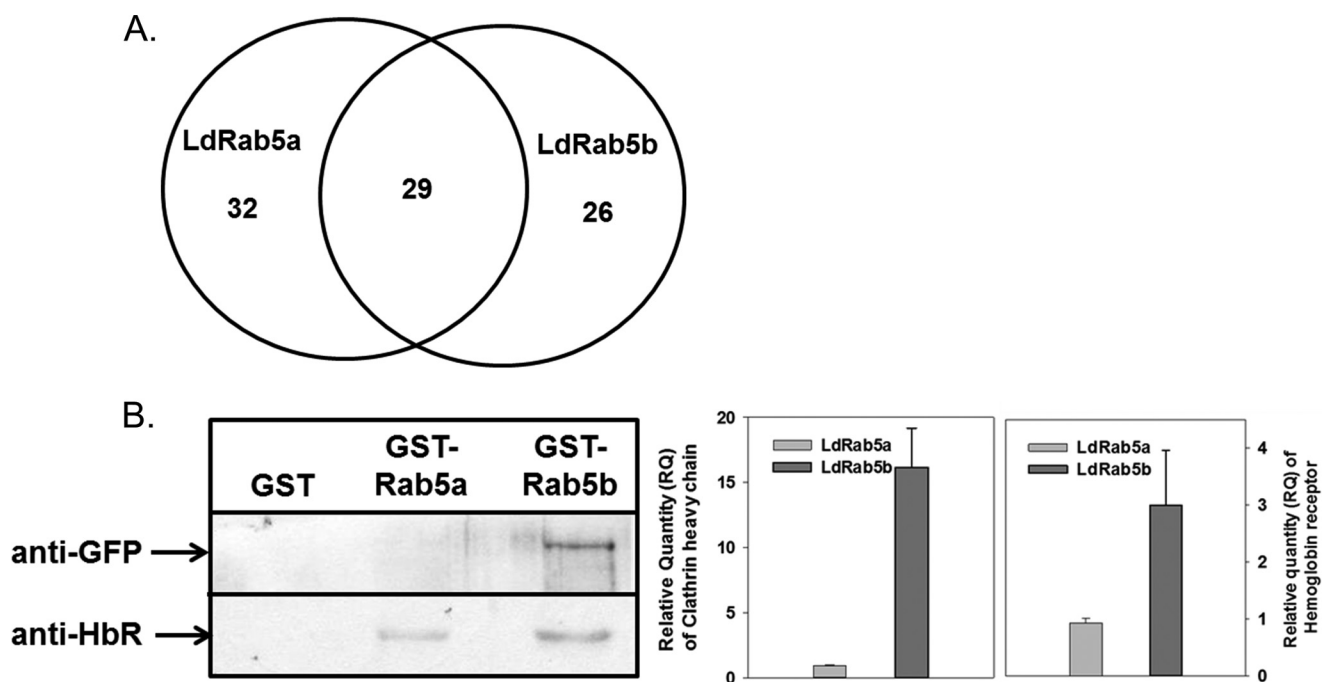 A.
LdRab5a
LdRab5b
32
29
26
B.
GST
GST-
Rab5a
GST-
Rab5b
anti-GFP
anti-HbR
Relative Quantity (RQ)
of Clathrin heavy chain
20
15
10
5
0
LdRab5a
LdRab5b
LdRab5a
LdRab5b
4
3
2
1
0
Relative quantity (RQ) of
Hemoglobin receptor